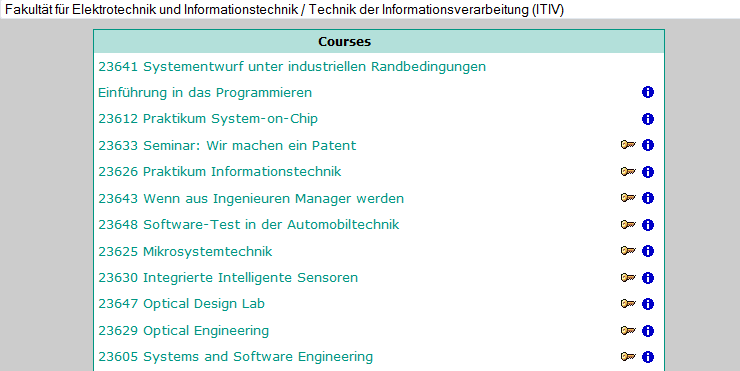 Fakultät für Elektrotechnik und Informationstechnik / Technik der Informationsverarbeitung (ITIV)
Courses
23641 Systementwurf unter industriellen Randbedingungen
Einführung in das Programmieren
23612 Praktikum System-on-Chip
23633 Seminar: Wir machen ein Patent
23626 Praktikum Informationstechnik
23643 Wenn aus Ingenieuren Manager werden
23648 Software-Test in der Automobiltechnik
23625 Mikrosystemtechnik
23630 Integrierte Intelligente Sensoren
23647 Optical Design Lab
23629 Optical Engineering
23605 Systems and Software Engineering